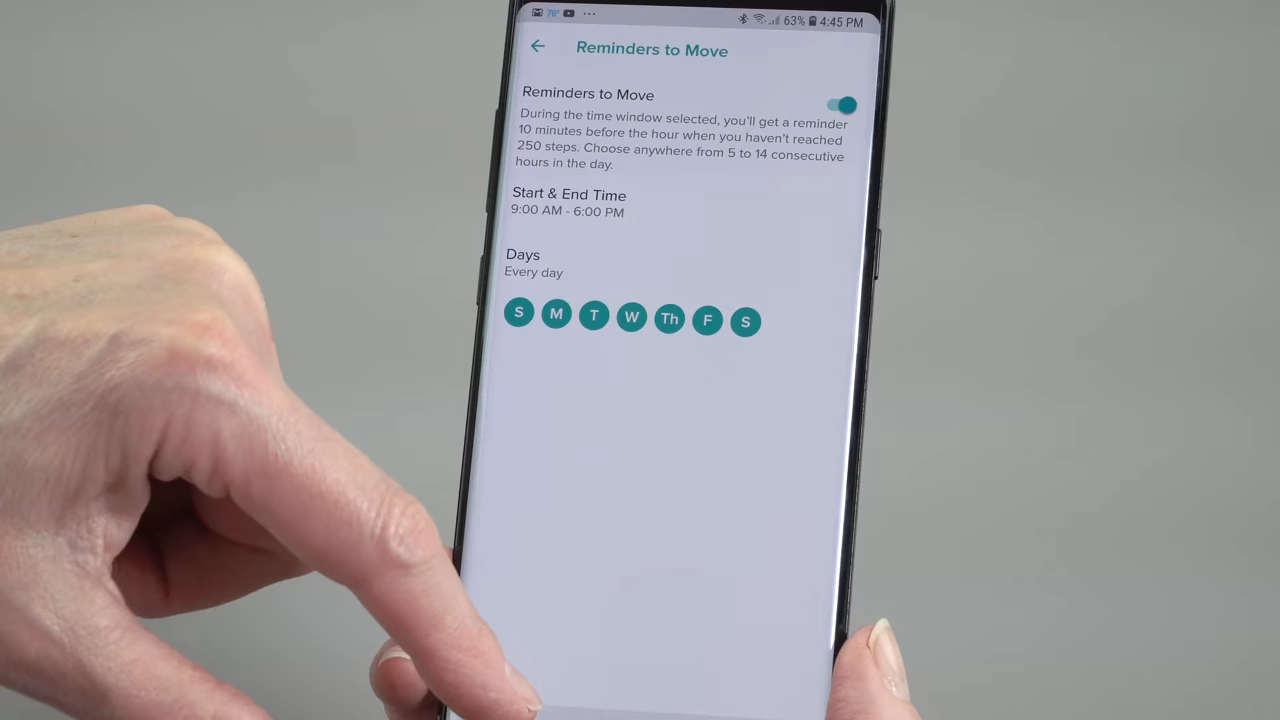 76° ... 63% 4:45 PM
Reminders to Move
Reminders to Move
During the time window selected, you'll get a reminder
10 minutes before the hour when you haven't reached
250 steps. Choose anywhere from 5 to 14 consecutive
hours in the day.
Start & End Time
9:00 AM - 6:00 PM
Days
Every day
S M T W Th F S